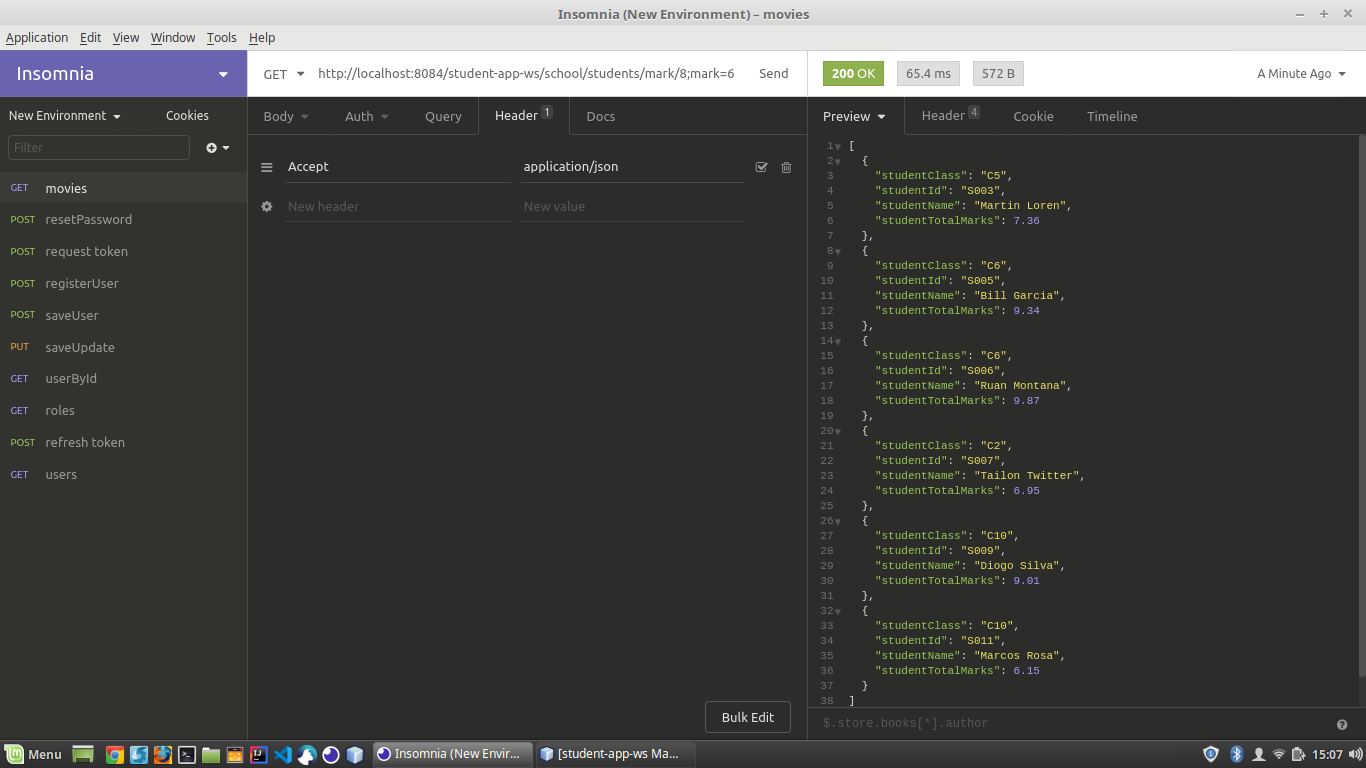 Insomnia (New Environment) – movies
Application Edit View Window Tools Help
Insomnia
GET http://localhost:8084/student-app-ws/school/students/mark/8;mark=6 Send
200 OK 65.4 ms 572 B A Minute Ago
New Environment Cookies
Filter
GET movies
POST resetPassword
POST request token
POST registerUser
POST saveUser
PUT saveUpdate
GET userById
GET roles
POST refresh token
GET users
Body Auth Query Header 1 Docs
Accept application/json
New header New value
Bulk Edit
Preview Header 4 Cookie Timeline
1 [
2 {
3 "studentClass": "C5",
4 "studentId": "S003",
5 "studentName": "Martin Loren",
6 "studentTotalMarks": 7.36
7 },
8 {
9 "studentClass": "C6",
10 "studentId": "S005",
11 "studentName": "Bill Garcia",
12 "studentTotalMarks": 9.34
13 },
14 {
15 "studentClass": "C6",
16 "studentId": "S006",
17 "studentName": "Ruan Montana",
18 "studentTotalMarks": 9.87
19 },
20 {
21 "studentClass": "C2",
22 "studentId": "S007",
23 "studentName": "Tailon Twitter",
24 "studentTotalMarks": 6.95
25 },
26 {
27 "studentClass": "C10",
28 "studentId": "S009",
29 "studentName": "Diogo Silva",
30 "studentTotalMarks": 9.01
31 },
32 {
33 "studentClass": "C10",
34 "studentId": "S011",
35 "studentName": "Marcos Rosa",
36 "studentTotalMarks": 6.15
37 }
38 ]
$.store.books[*].author
Menu Insomnia (New Envir... [student-app-ws Ma... 15:07